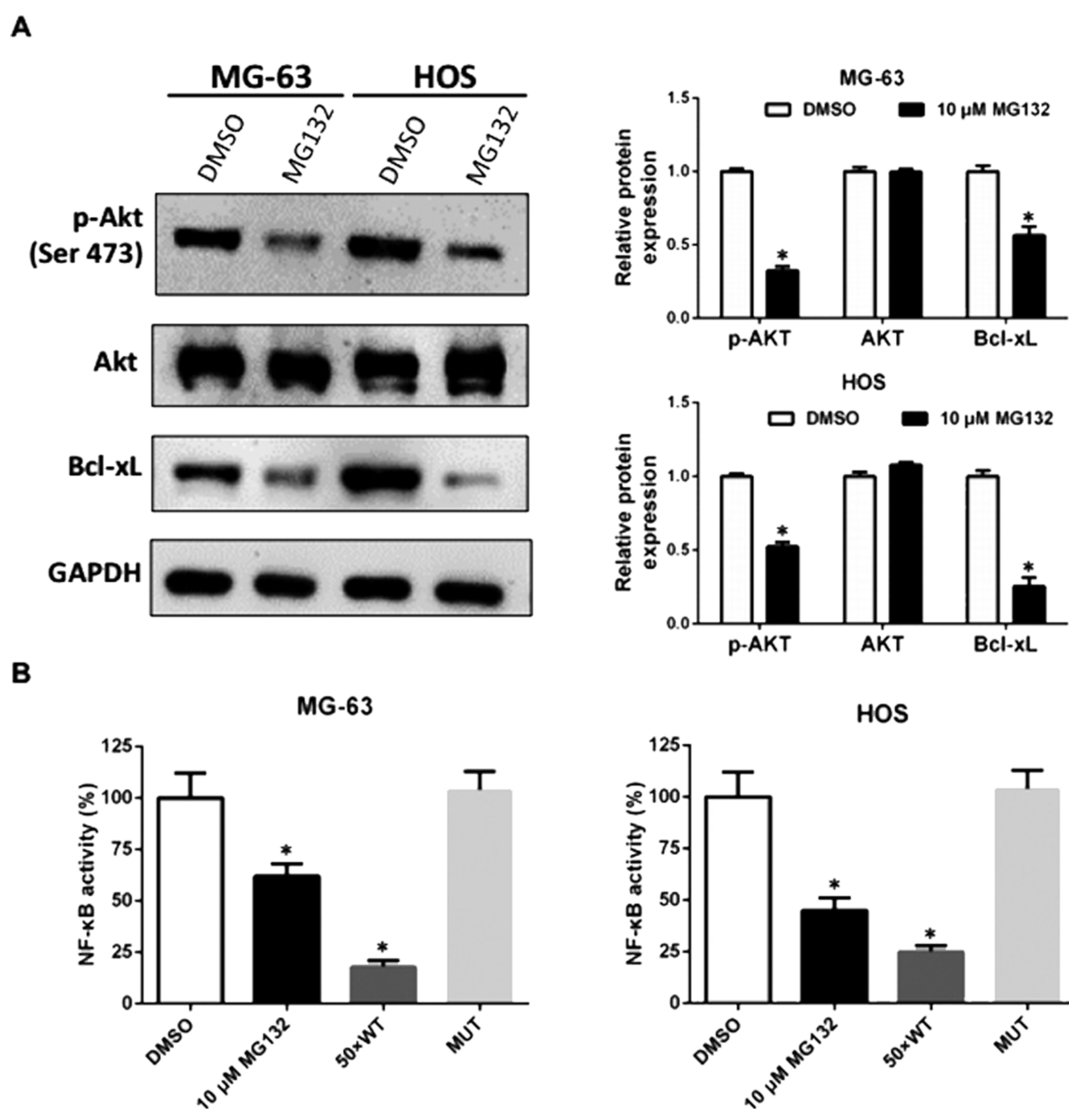 A
MG-63 HOS
DMSO MG132 DMSO MG132
p-Akt
(Ser 473)
Akt
Bcl-xL
GAPDH
MG-63
DMSO 10 μM MG132
Relative protein
expression
1.5
1.0
0.5
0.0
* *
p-AKT AKT Bcl-xL
HOS
DMSO 10 μM MG132
Relative protein
expression
1.5
1.0
0.5
0.0
* *
p-AKT AKT Bcl-xL
B
MG-63
NF-κB activity (%)
125
100
75
50
25
0
* *
DMSO 10 μM MG132 50×WT MUT
HOS
NF-κB activity (%)
125
100
75
50
25
0
* *
DMSO 10 μM MG132 50×WT MUT